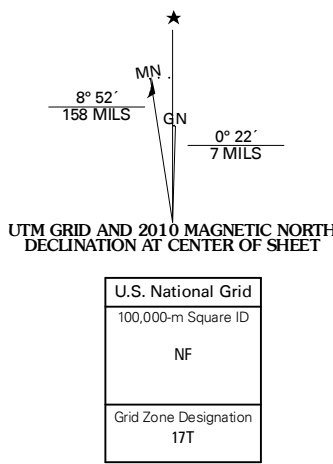 ★
MN
GN
8° 52´
158 MILS
0° 22´
7 MILS
UTM GRID AND 2010 MAGNETIC NORTH
DECLINATION AT CENTER OF SHEET
U.S. National Grid
100,000-m Square ID
NF
Grid Zone Designation
17T